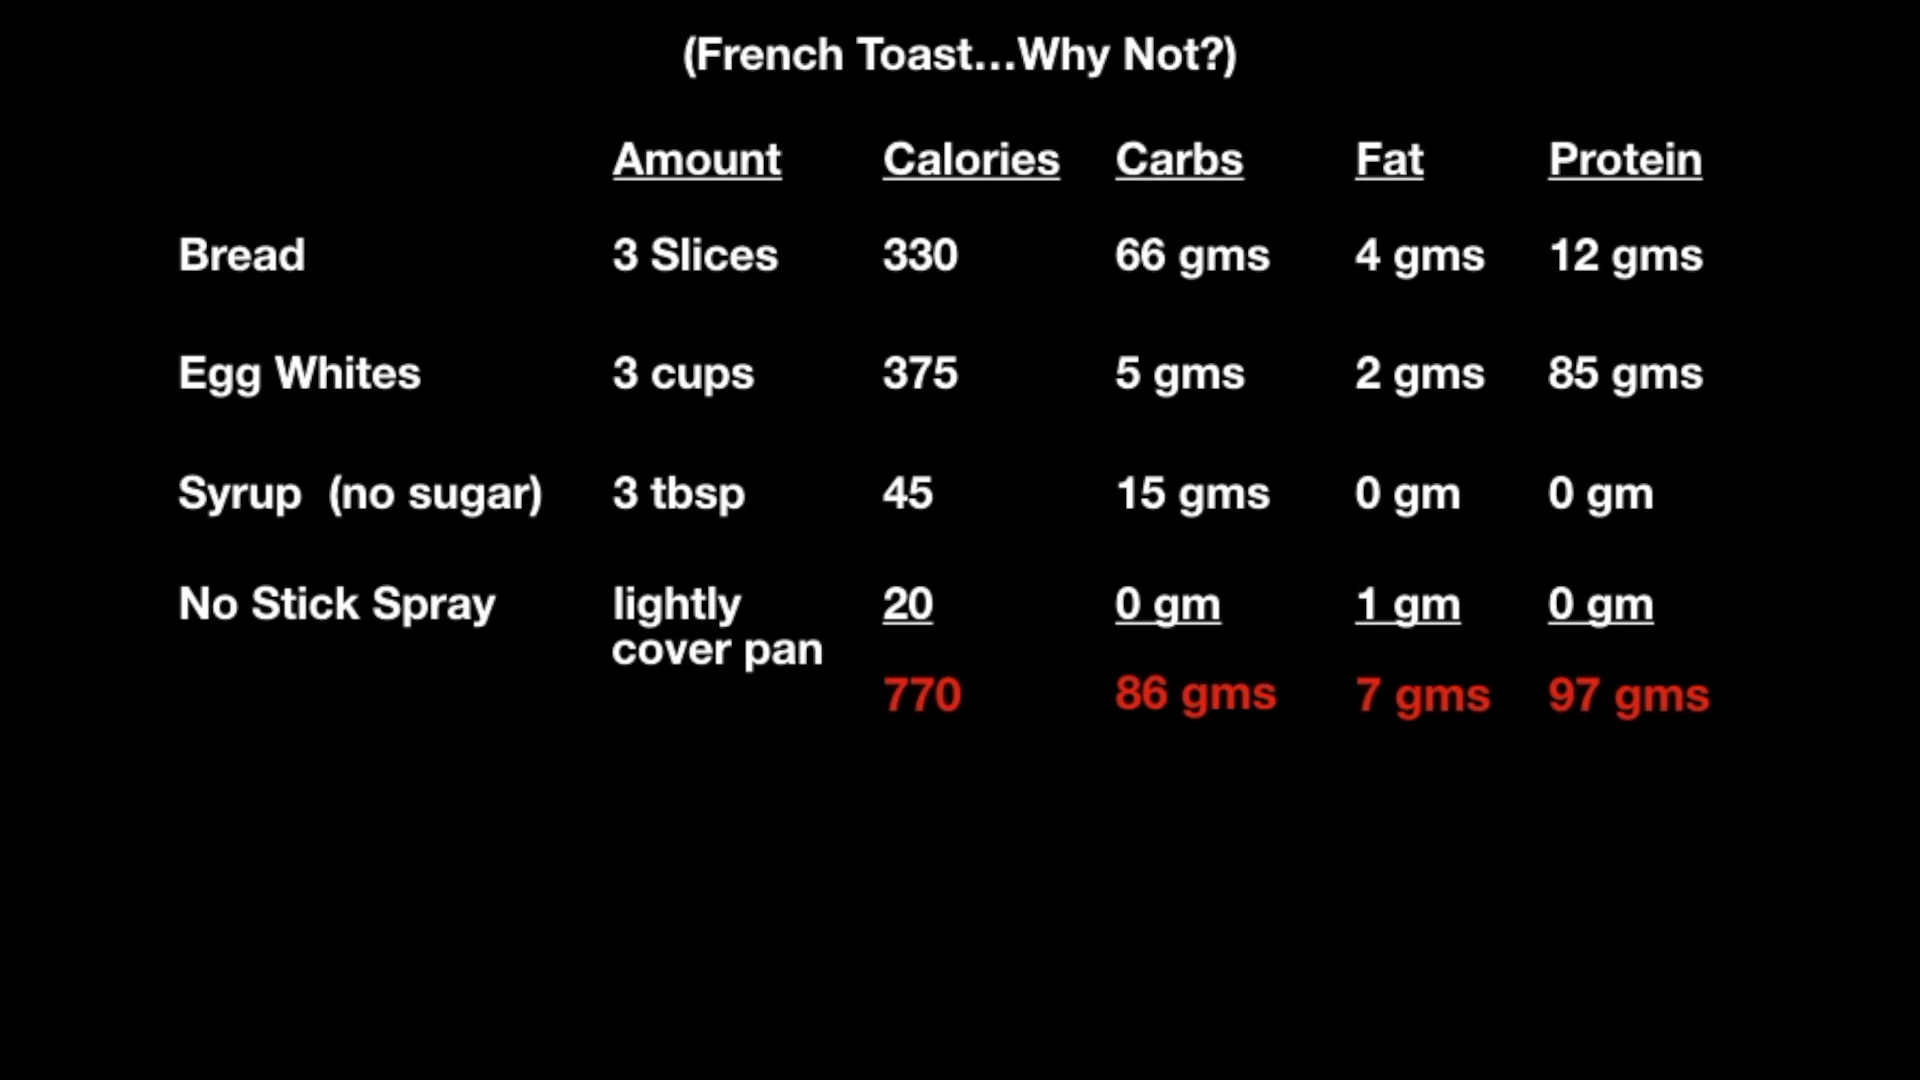 (French Toast...Why Not?)
Amount Calories Carbs Fat Protein
Bread 3 Slices 330 66 gms 4 gms 12 gms
Egg Whites 3 cups 375 5 gms 2 gms 85 gms
Syrup (no sugar) 3 tbsp 45 15 gms 0 gm 0 gm
No Stick Spray lightly 20 0 gm 1 gm 0 gm
cover pan
770 86 gms 7 gms 97 gms